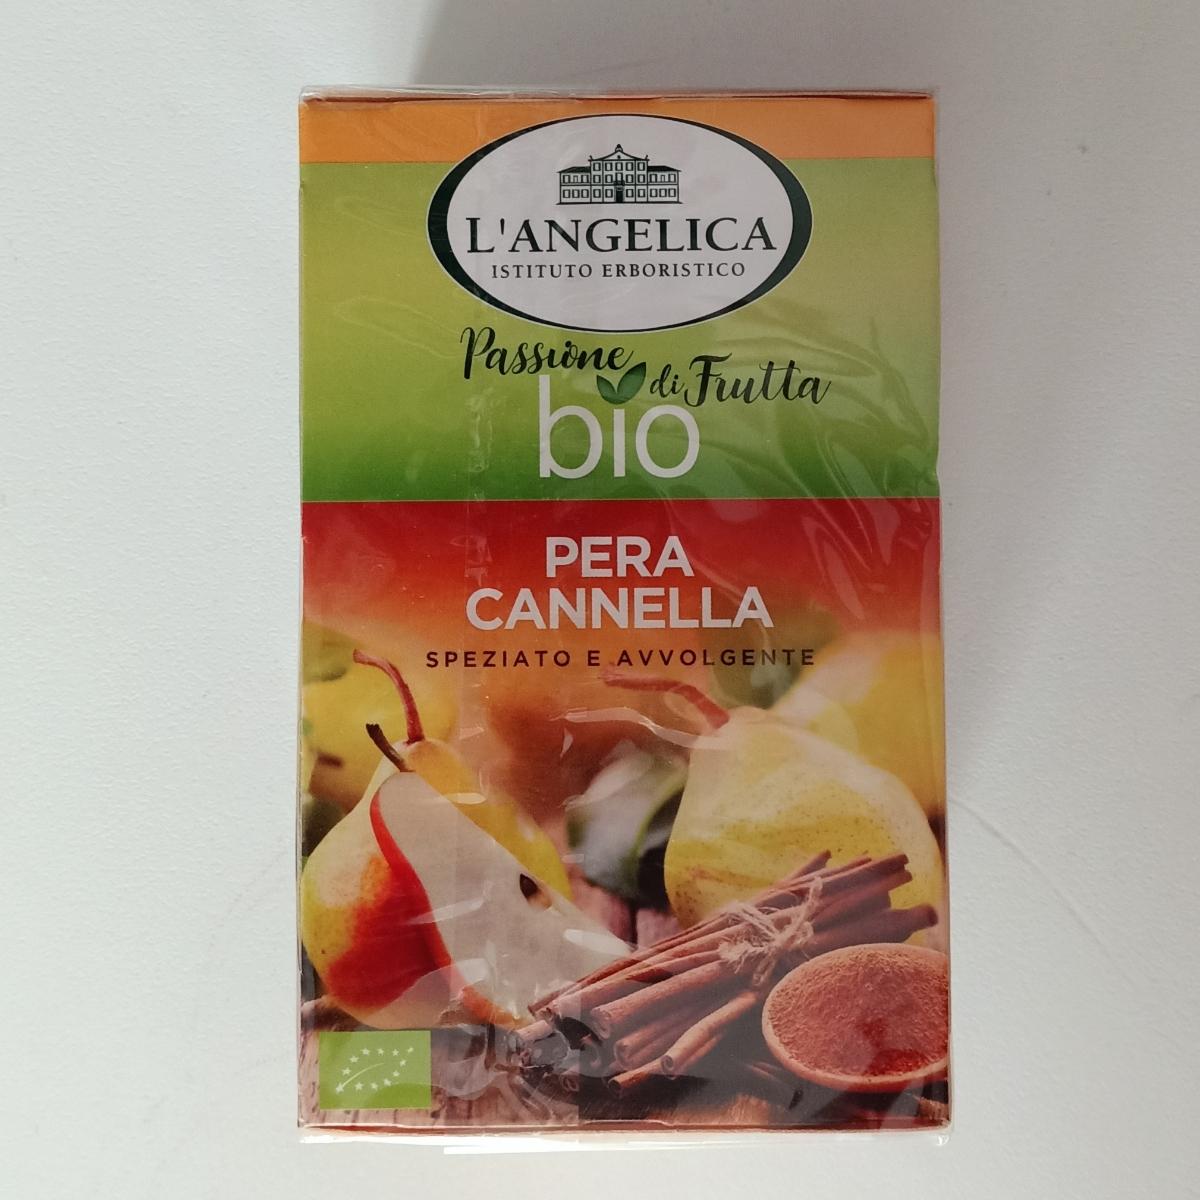 L'ANGELICA
ISTITUTO ERBORISTICO
Passione di Frutta
bio
PERA
CANNELLA
SPEZIATO E AVVOLGENTE